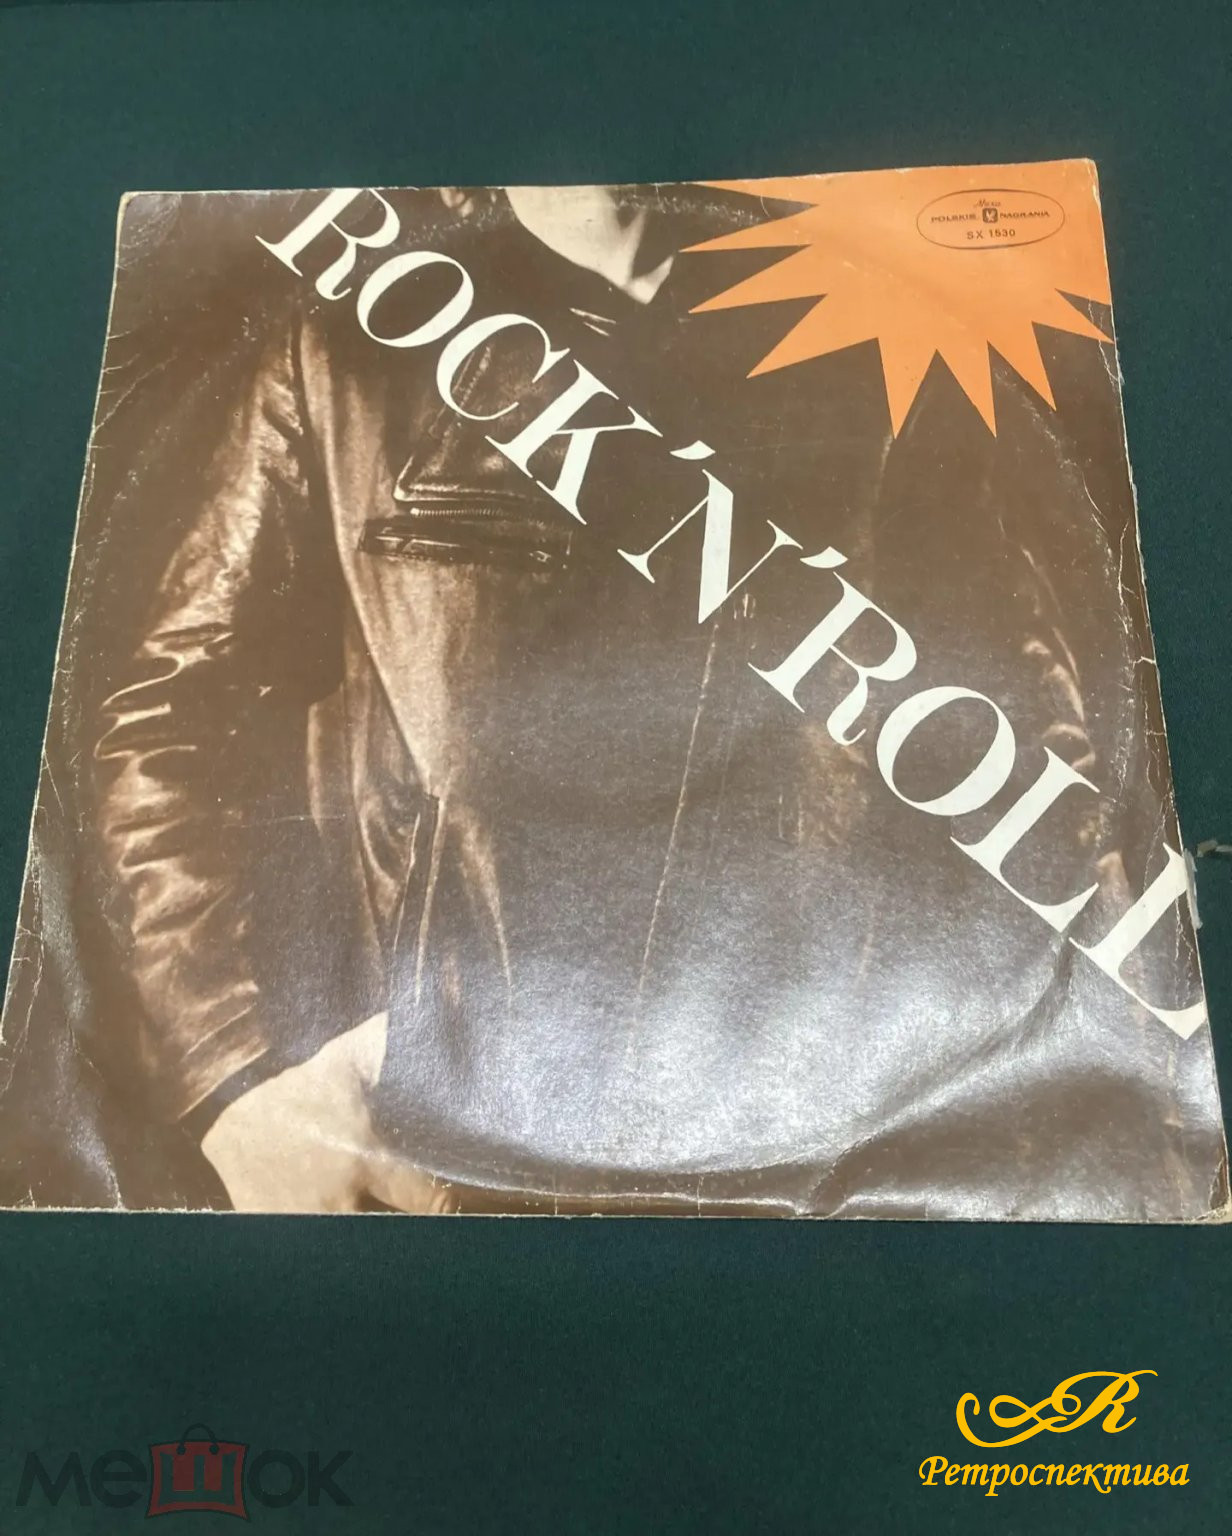 Muza
POLSKIE NAGRANIA
SX 1530
ROCK´N´ROLL
мешок
R
Ретроспектива